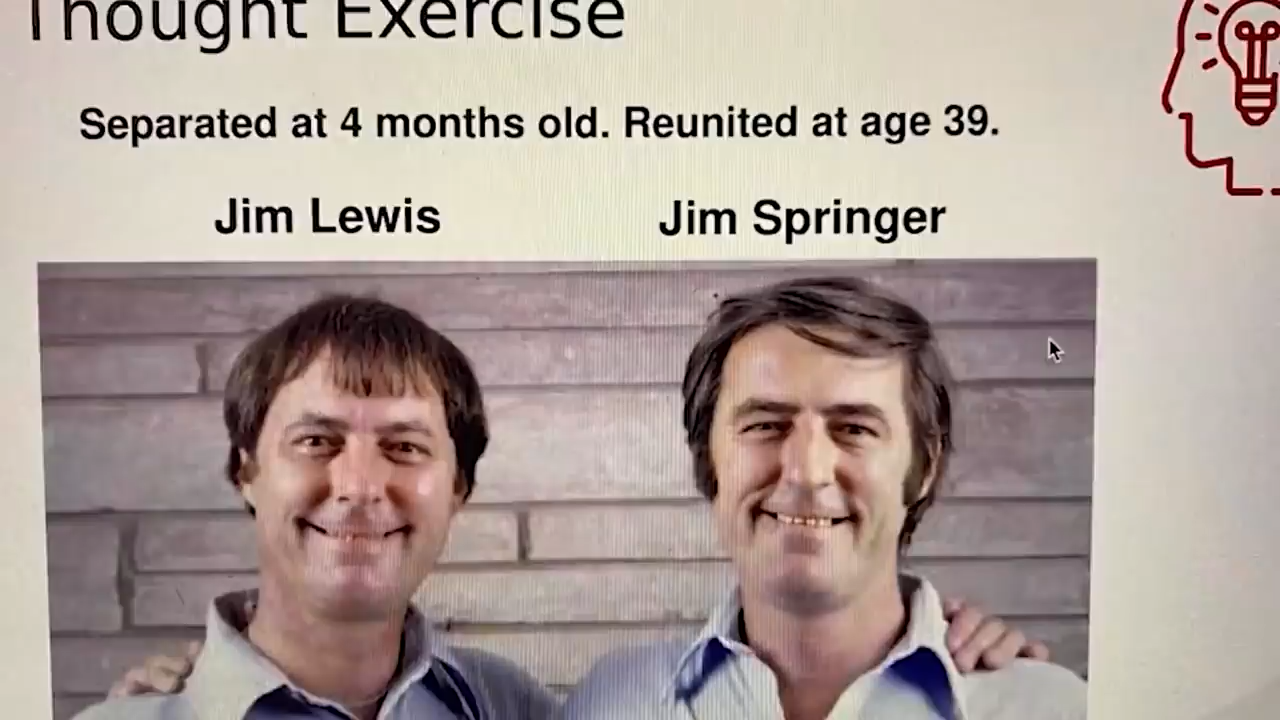 Thought Exercise
Separated at 4 months old. Reunited at age 39.
Jim Lewis
Jim Springer